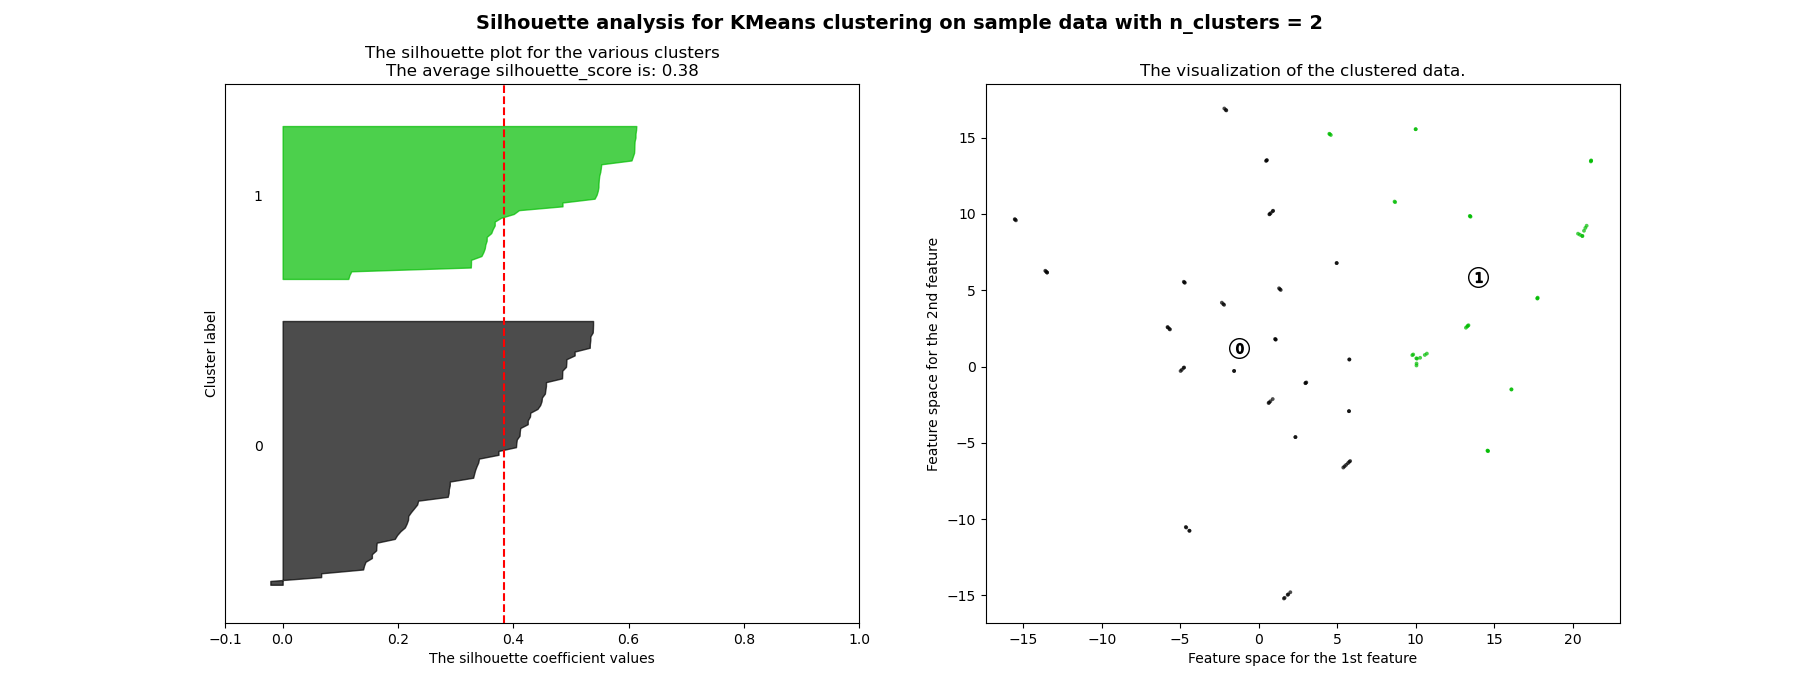 Silhouette analysis for KMeans clustering on sample data with n_clusters = 2
The silhouette plot for the various clusters
The average silhouette_score is: 0.38
1
0
Cluster label
−0.1 0.0 0.2 0.4 0.6 0.8 1.0
The silhouette coefficient values
The visualization of the clustered data.
15
10
5
0
−5
−10
−15
Feature space for the 2nd feature
1
0
−15 −10 −5 0 5 10 15 20
Feature space for the 1st feature